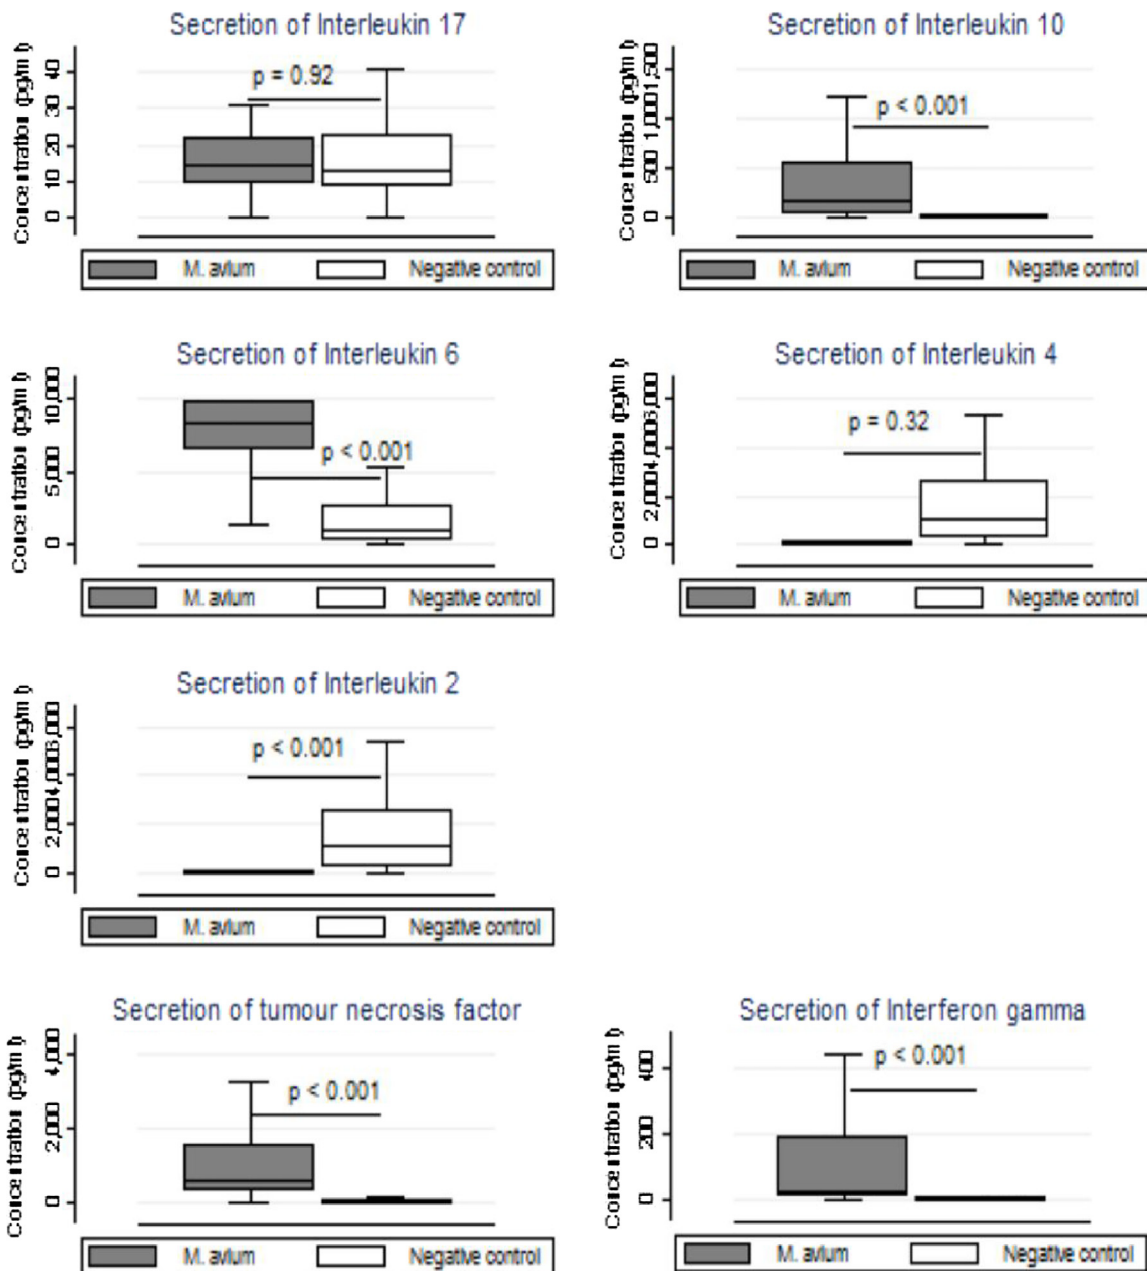 Secretion of Interleukin 17
Concentration (pg/ml)
40
30
20
10
0
p = 0.92
M. avium
Negative control
Secretion of Interleukin 10
Concentration (pg/ml)
1,500
1,000
500
0
p < 0.001
M. avium
Negative control
Secretion of Interleukin 6
Concentration (pg/ml)
10,000
5,000
0
p < 0.001
M. avium
Negative control
Secretion of Interleukin 4
Concentration (pg/ml)
6,000
4,000
2,000
0
p = 0.32
M. avium
Negative control
Secretion of Interleukin 2
Concentration (pg/ml)
6,000
4,000
2,000
0
p < 0.001
M. avium
Negative control
Secretion of tumour necrosis factor
Concentration (pg/ml)
4,000
2,000
0
p < 0.001
M. avium
Negative control
Secretion of Interferon gamma
Concentration (pg/ml)
400
200
0
p < 0.001
M. avium
Negative control